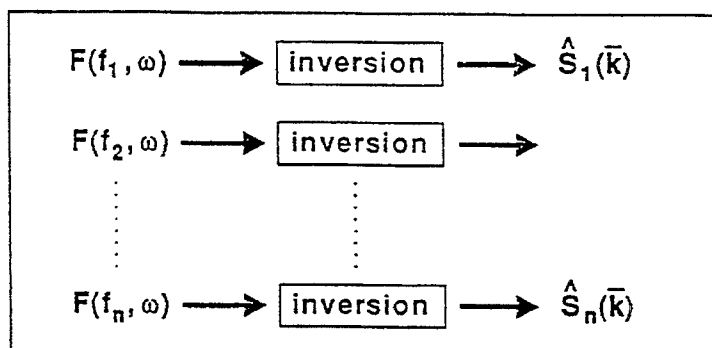 F(f₁, ω) inversion Ŝ₁(k̄)
F(f₂, ω) inversion
F(fₙ, ω) inversion Ŝₙ(k̄)